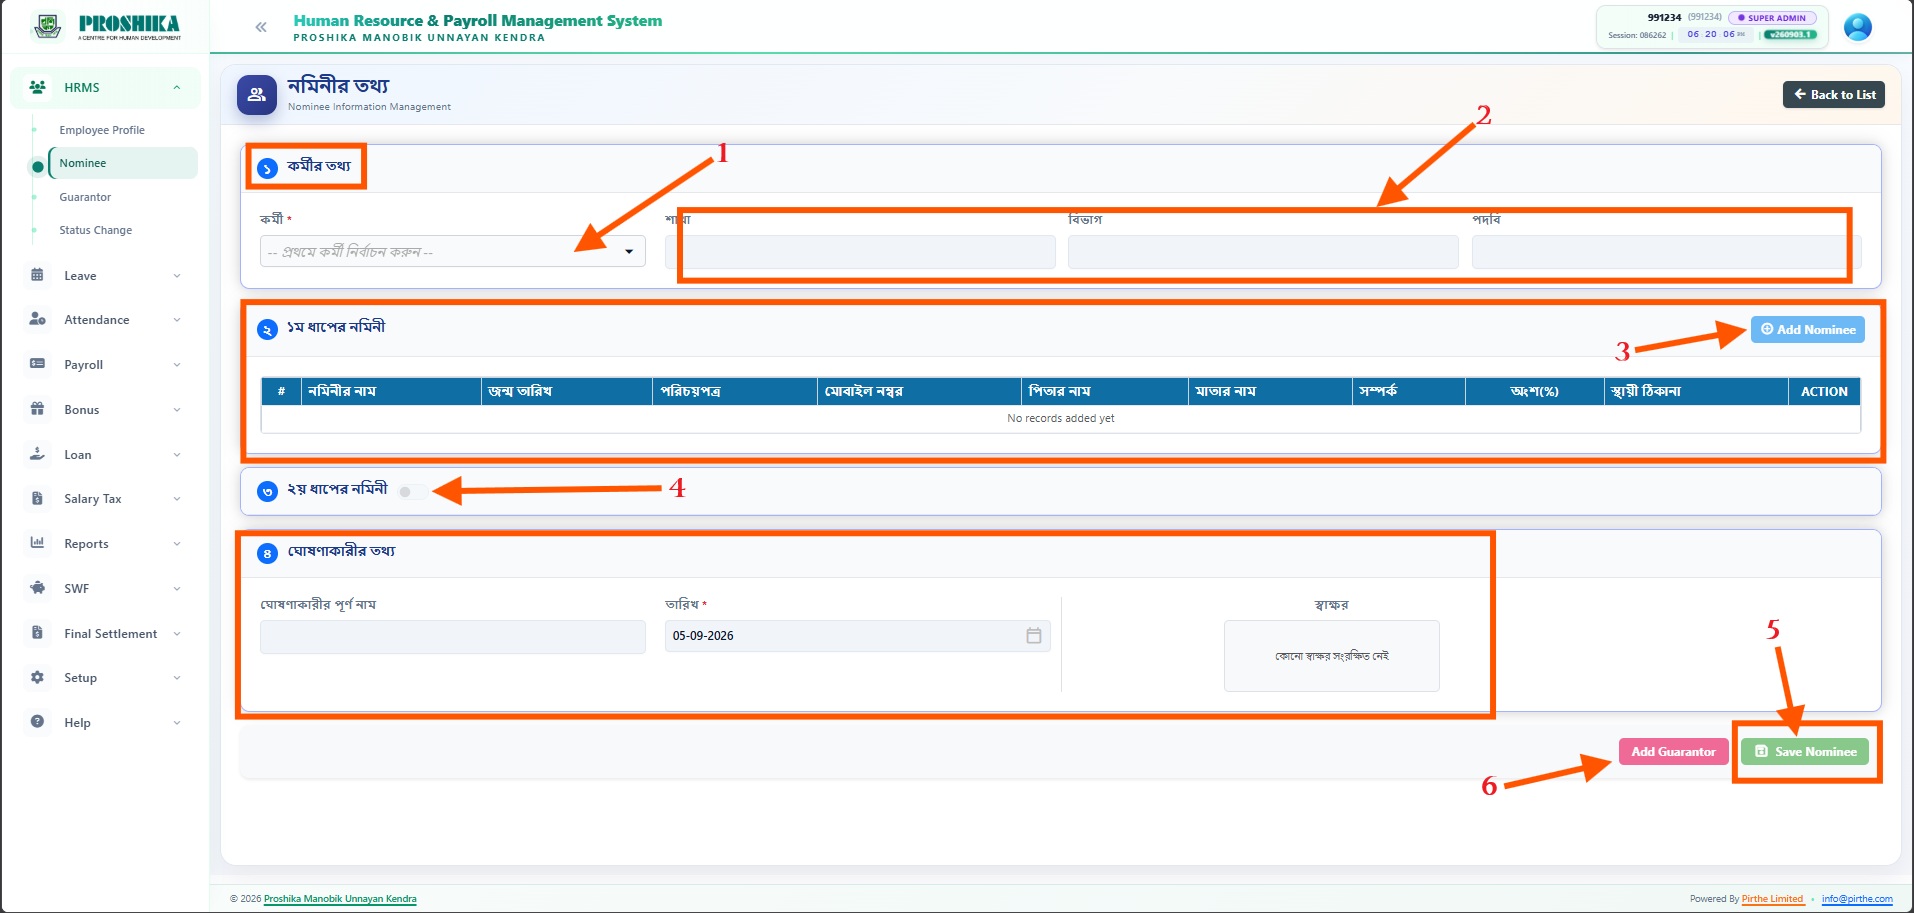 PROSHIKA
A CENTRE FOR HUMAN DEVELOPMENT
Human Resource & Payroll Management System
PROSHIKA MANOBIK UNNAYAN KENDRA
991234 (991234) SUPER ADMIN
Session: 086262 | 06 20 06 | v260903.1
HRMS
Employee Profile
Nominee
Guarantor
Status Change
Leave
Attendance
Payroll
Bonus
Loan
Salary Tax
Reports
SWF
Final Settlement
Setup
Help
নমিনীর তথ্য
Nominee Information Management
Back to List
১ কর্মীর তথ্য
1
2
কর্মী *
শাখা
বিভাগ
পদবি
-- প্রথমে কর্মী নির্বাচন করুন --
২ ১ম ধাপের নমিনী
3
Add Nominee
# নমিনীর নাম জন্ম তারিখ পরিচয়পত্র মোবাইল নম্বর পিতার নাম মাতার নাম সম্পর্ক অংশ(%) স্থায়ী ঠিকানা ACTION
No records added yet
৩ ২য় ধাপের নমিনী
4
৪ ঘোষণাকারীর তথ্য
ঘোষণাকারীর পূর্ণ নাম
তারিখ *
স্বাক্ষর
05-09-2026
কোনো স্বাক্ষর সংরক্ষিত নেই
5
6
Add Guarantor
Save Nominee
© 2026 Proshika Manobik Unnayan Kendra
Powered By Pirthe Limited • info@pirthe.com